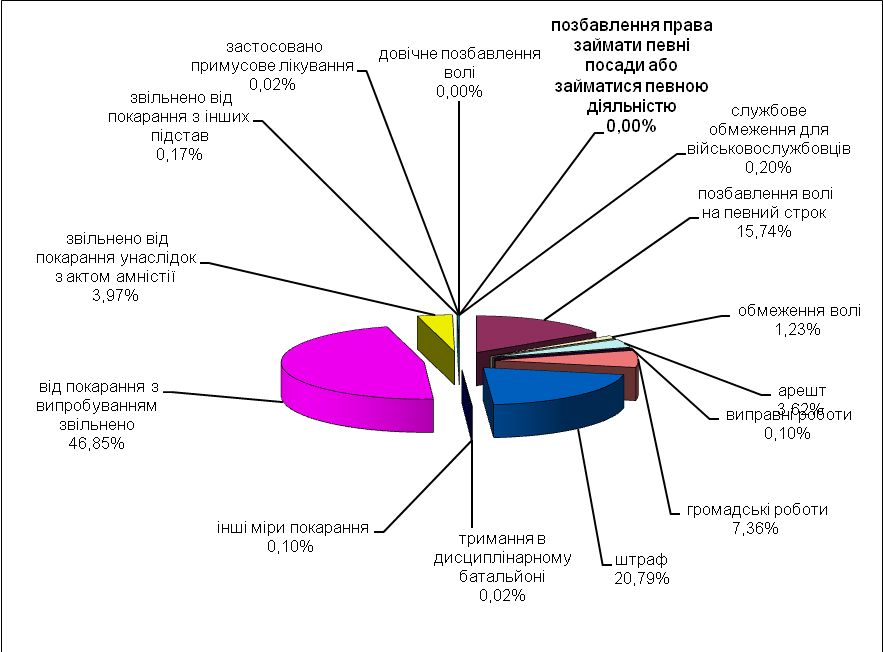 застосовано
примусове лікування
0,02%
довічне позбавлення
волі
0,00%
позбавлення права
займати певні
посади або
займатися певною
діяльністю
0,00%
звільнено від
покарання з інших
підстав
0,17%
службове
обмеження для
військовослужбовців
0,20%
позбавлення волі
на певний строк
15,74%
звільнено від
покарання унаслідок
з актом амністії
3,97%
обмеження волі
1,23%
від покарання з
випробуванням
звільнено
46,85%
арешт
3,62%
виправні роботи
0,10%
громадські роботи
7,36%
інші міри покарання
0,10%
тримання в
дисциплінарному
батальйоні
0,02%
штраф
20,79%